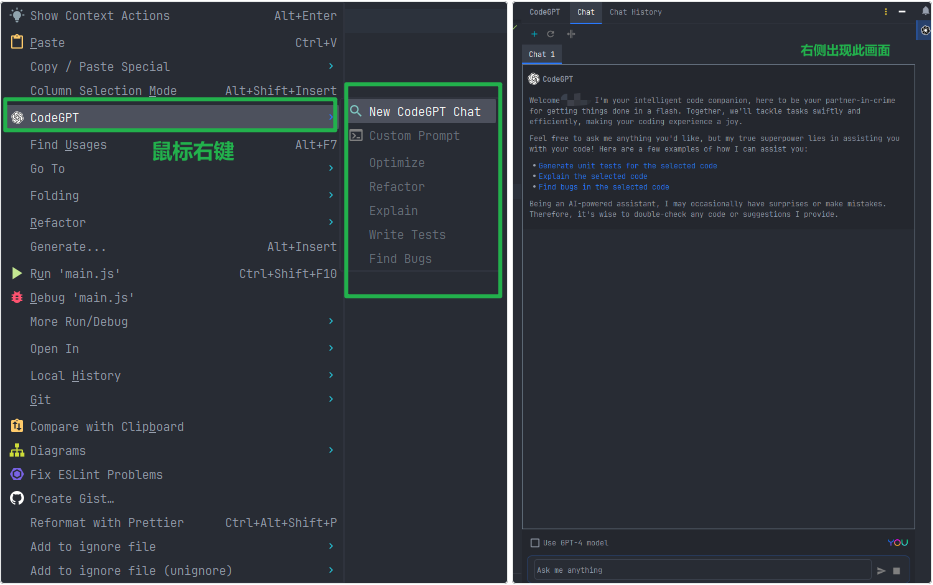 Show Context Actions Alt+Enter
Paste Ctrl+V
Copy / Paste Special
Column Selection Mode Alt+Shift+Insert
CodeGPT
Find Usages Alt+F7
鼠标右键
Go To
Folding
Refactor
Generate... Alt+Insert
Run 'main.js' Ctrl+Shift+F10
Debug 'main.js'
More Run/Debug
Open In
Local History
Git
Compare with Clipboard
Diagrams
Fix ESLint Problems
Create Gist…
Reformat with Prettier Ctrl+Alt+Shift+P
Add to ignore file
Add to ignore file (unignore)
New CodeGPT Chat
Custom Prompt
Optimize
Refactor
Explain
Write Tests
Find Bugs
CodeGPT Chat Chat History
右侧出现此画面
Chat 1
CodeGPT
Welcome . I'm your intelligent code companion, here to be your partner-in-crime
for getting things done in a flash. Together, we'll tackle tasks swiftly and
efficiently, making your coding experience a joy.
Feel free to ask me anything you'd like, but my true superpower lies in assisting you
with your code! Here are a few examples of how I can assist you:
• Generate unit tests for the selected code
• Explain the selected code
• Find bugs in the selected code
Being an AI-powered assistant, I may occasionally have surprises or make mistakes.
Therefore, it's wise to double-check any code or suggestions I provide.
Use GPT-4 model YOU
Ask me anything